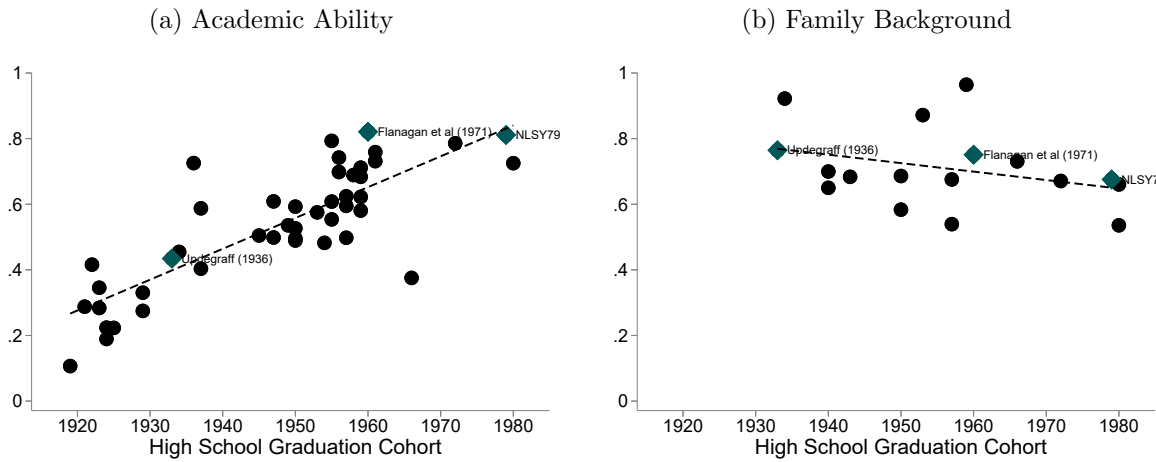 (a) Academic Ability
1
.8
.6
.4
.2
0
Flanagan et al (1971)
NLSY79
Updegraff (1936)
1920 1930 1940 1950 1960 1970 1980
High School Graduation Cohort
(b) Family Background
1
.8
.6
.4
.2
0
Updegraff (1936)
Flanagan et al (1971)
NLSY7
1920 1930 1940 1950 1960 1970 1980
High School Graduation Cohort